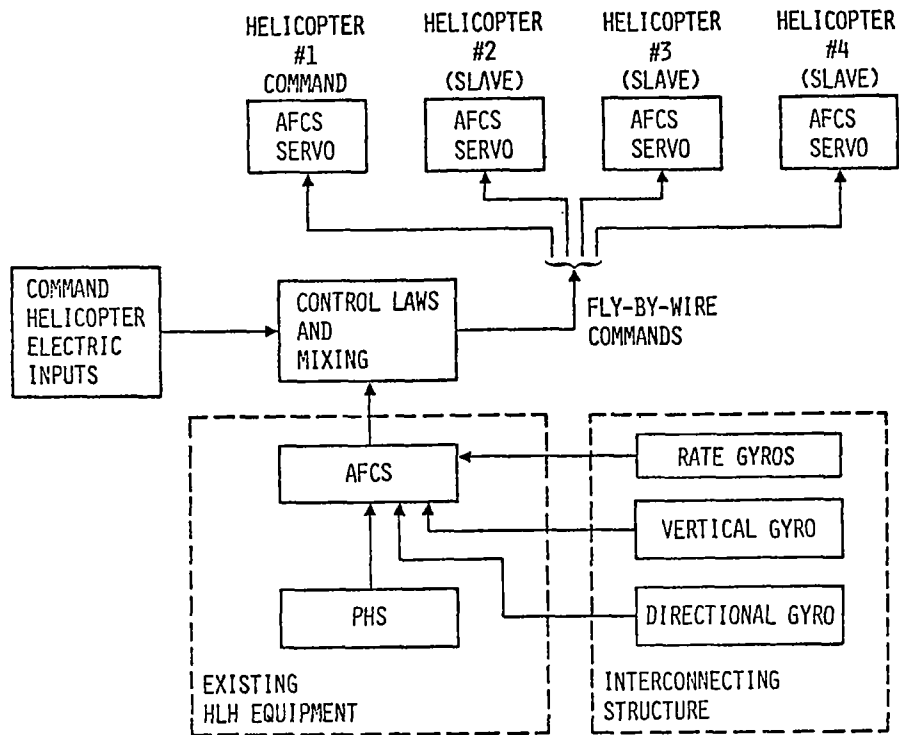 HELICOPTER
#1
COMMAND
HELICOPTER
#2
(SLAVE)
HELICOPTER
#3
(SLAVE)
HELICOPTER
#4
(SLAVE)
AFCS
SERVO
AFCS
SERVO
AFCS
SERVO
AFCS
SERVO
COMMAND
HELICOPTER
ELECTRIC
INPUTS
CONTROL LAWS
AND
MIXING
FLY-BY-WIRE
COMMANDS
AFCS
PHS
EXISTING
HLH EQUIPMENT
RATE GYROS
VERTICAL GYRO
DIRECTIONAL GYRO
INTERCONNECTING
STRUCTURE